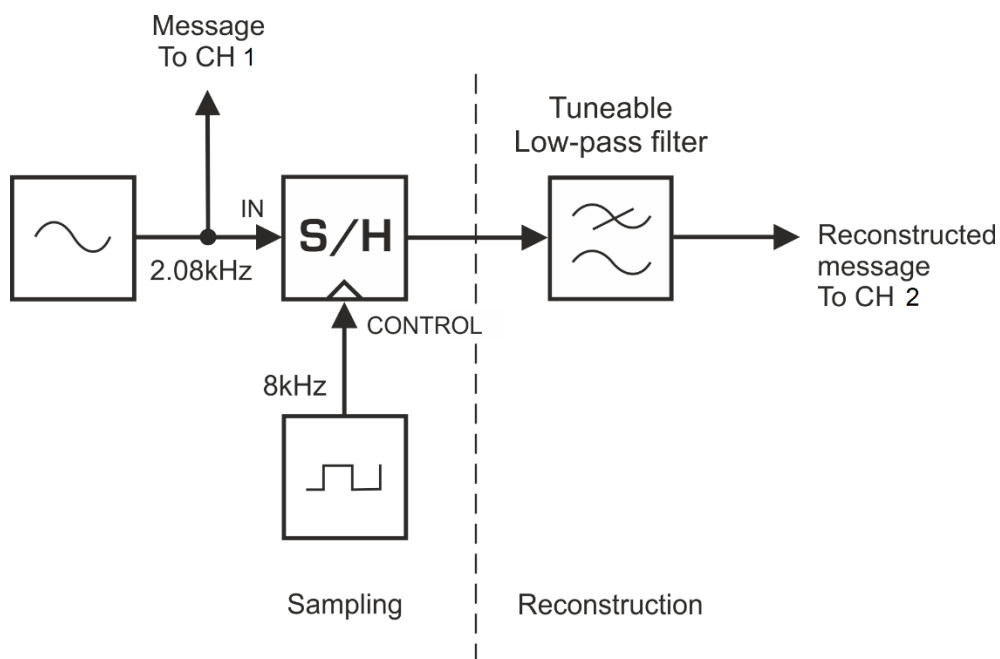 Message
To CH 1
Tuneable
Low-pass filter
IN
S/H
2.08kHz
Reconstructed
message
To CH 2
CONTROL
8kHz
Sampling
Reconstruction